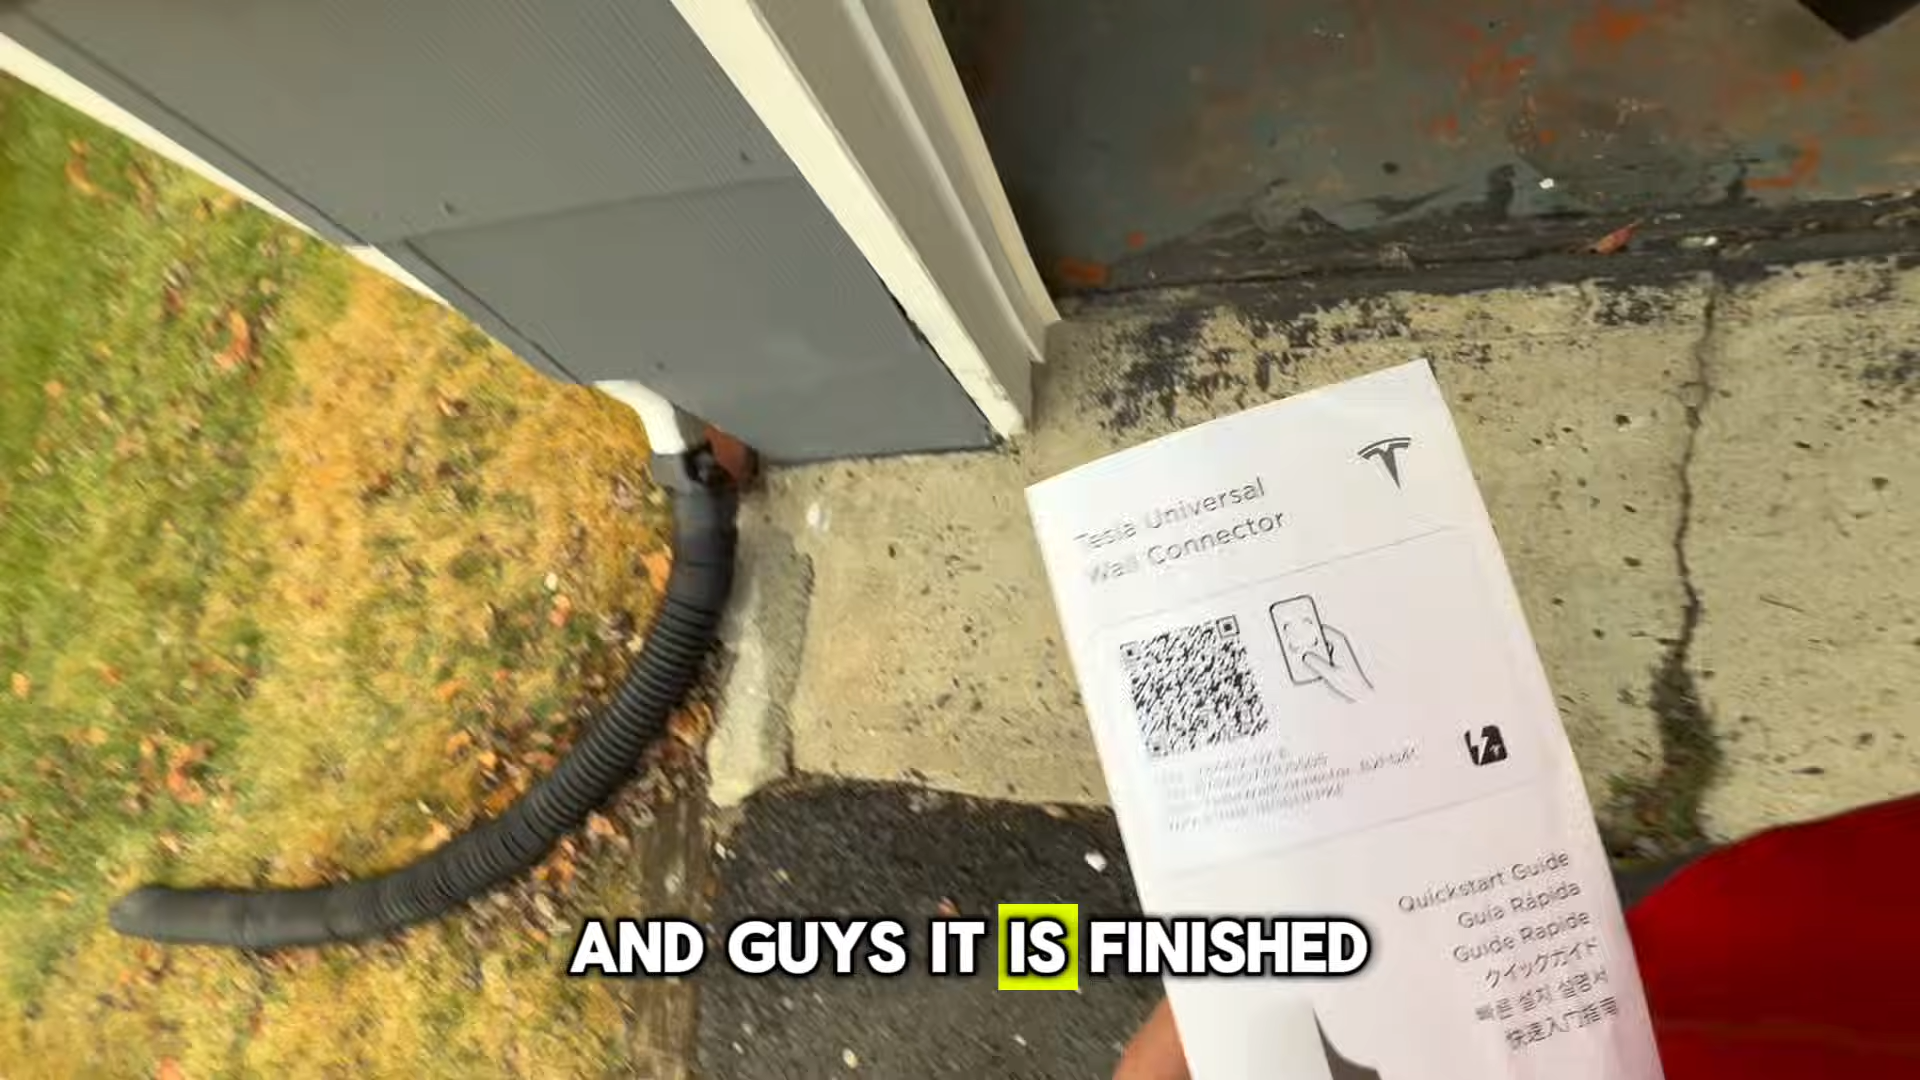 Tesla Universal
Wall Connector
Quickstart Guide
Guía Rápida
Guide Rapide
クイックガイド
빠른 설치 설명서
快速入门指南
AND GUYS IT IS FINISHED